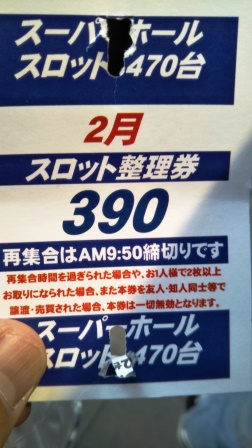 スーパーホール
スロット470台
2月
スロット整理券
390
再集合はAM9:50締切りです
再集合時間を過ぎられた場合や、お1人様で2枚以上
お取りになられた場合、また本券を友人・知人同士等で
譲渡・売買された場合、本券は一切無効となります。
スーパーホール
スロット470台